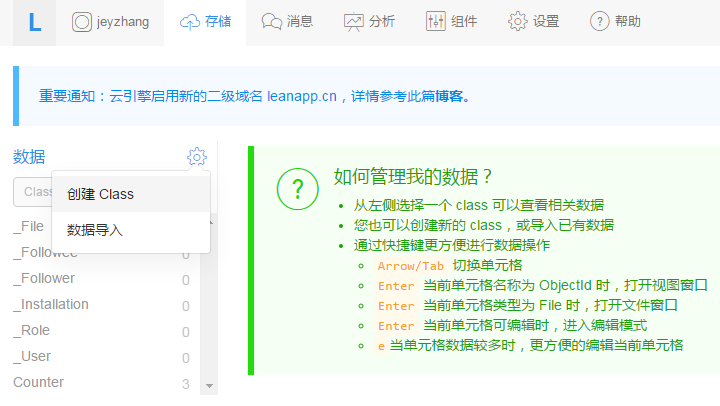 L jeyzhang 存储 消息 分析 组件 设置 帮助
重要通知：云引擎启用新的二级域名 leanapp.cn，详情参考此篇博客。
数据
Class
创建 Class
数据导入
_File
_Followee 0
_Follower 0
_Installation 0
_Role 0
_User 0
Counter 3
? 如何管理我的数据？
从左侧选择一个 class 可以查看相关数据
您也可以创建新的 class，或导入已有数据
通过快捷键更方便进行数据操作
Arrow/Tab 切换单元格
Enter 当前单元格名称为 ObjectId 时，打开视图窗口
Enter 当前单元格类型为 File 时，打开文件窗口
Enter 当前单元格可编辑时，进入编辑模式
e 当单元格数据较多时，更方便的编辑当前单元格